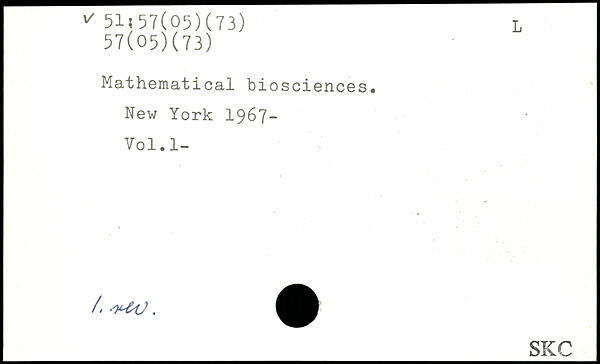 ✓ 51:57(05)(73)
57(05)(73)
L
Mathematical biosciences.
New York 1967-
Vol.1-
1. rev.
SKC